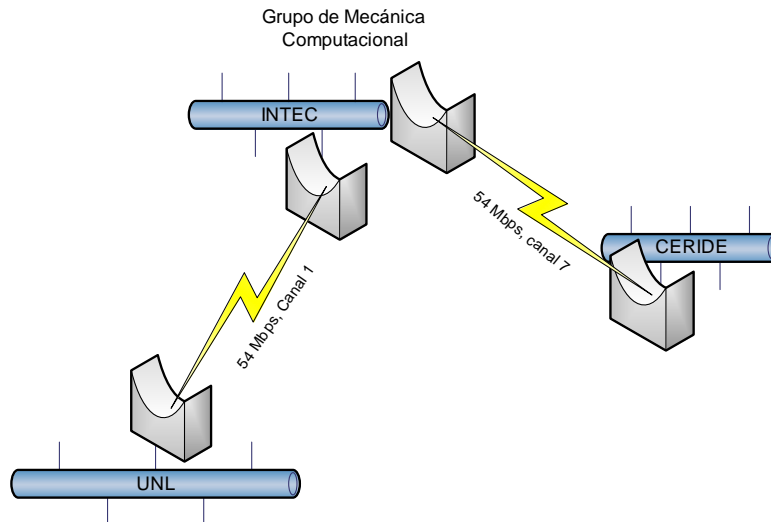 Grupo de Mecánica
Computacional
INTEC
54 Mbps, canal 7
CERIDE
54 Mbps, Canal 1
UNL